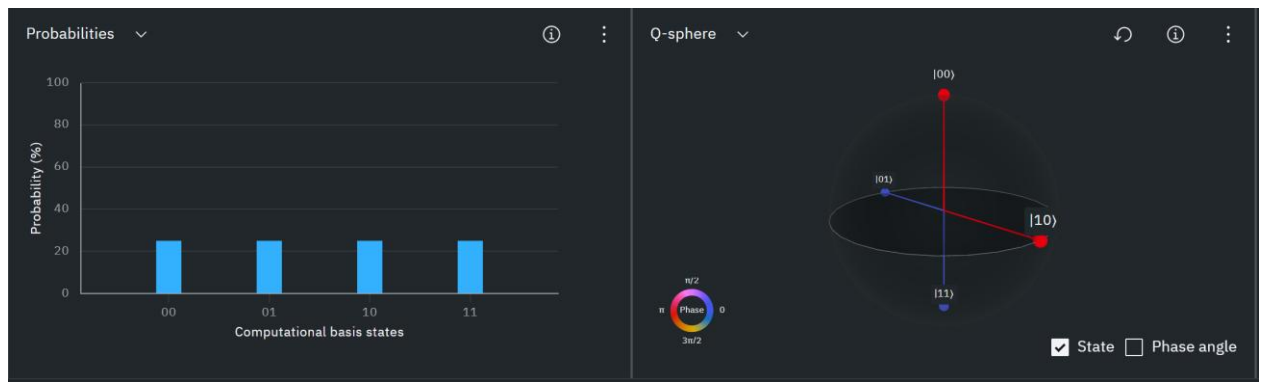 Probabilities
100
80
60
40
20
0
Probability (%)
00 01 10 11
Computational basis states
Q-sphere
|00⟩
|01⟩
|10⟩
|11⟩
π/2
π Phase 0
3π/2
State Phase angle